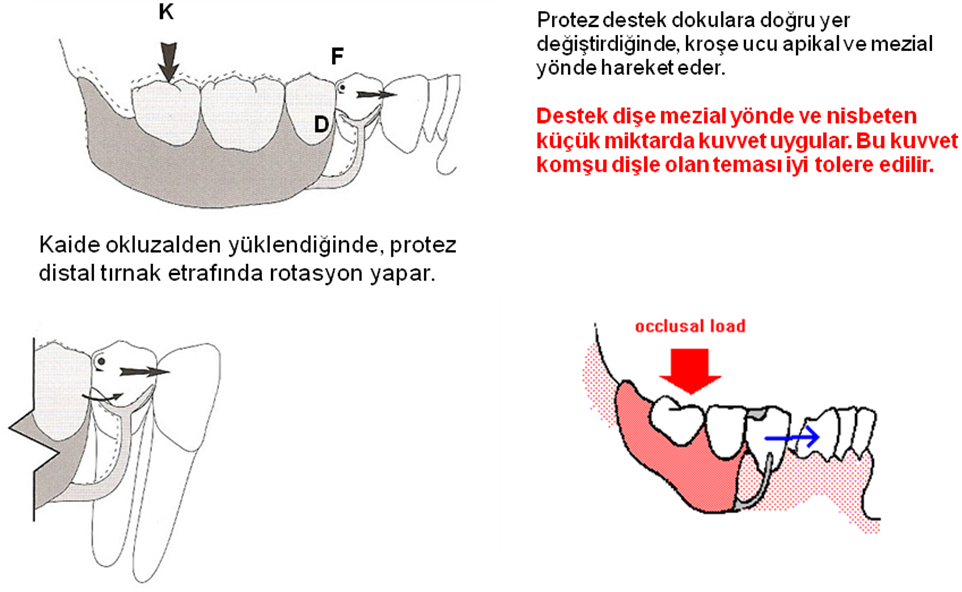 K
F
D
Protez destek dokulara doğru yer
değiştirdiğinde, kroşe ucu apikal ve mezial
yönde hareket eder.
Destek dişe mezial yönde ve nisbeten
küçük miktarda kuvvet uygular. Bu kuvvet
komşu dişle olan teması iyi tolere edilir.
Kaide okluzalden yüklendiğinde, protez
distal tırnak etrafında rotasyon yapar.
occlusal load